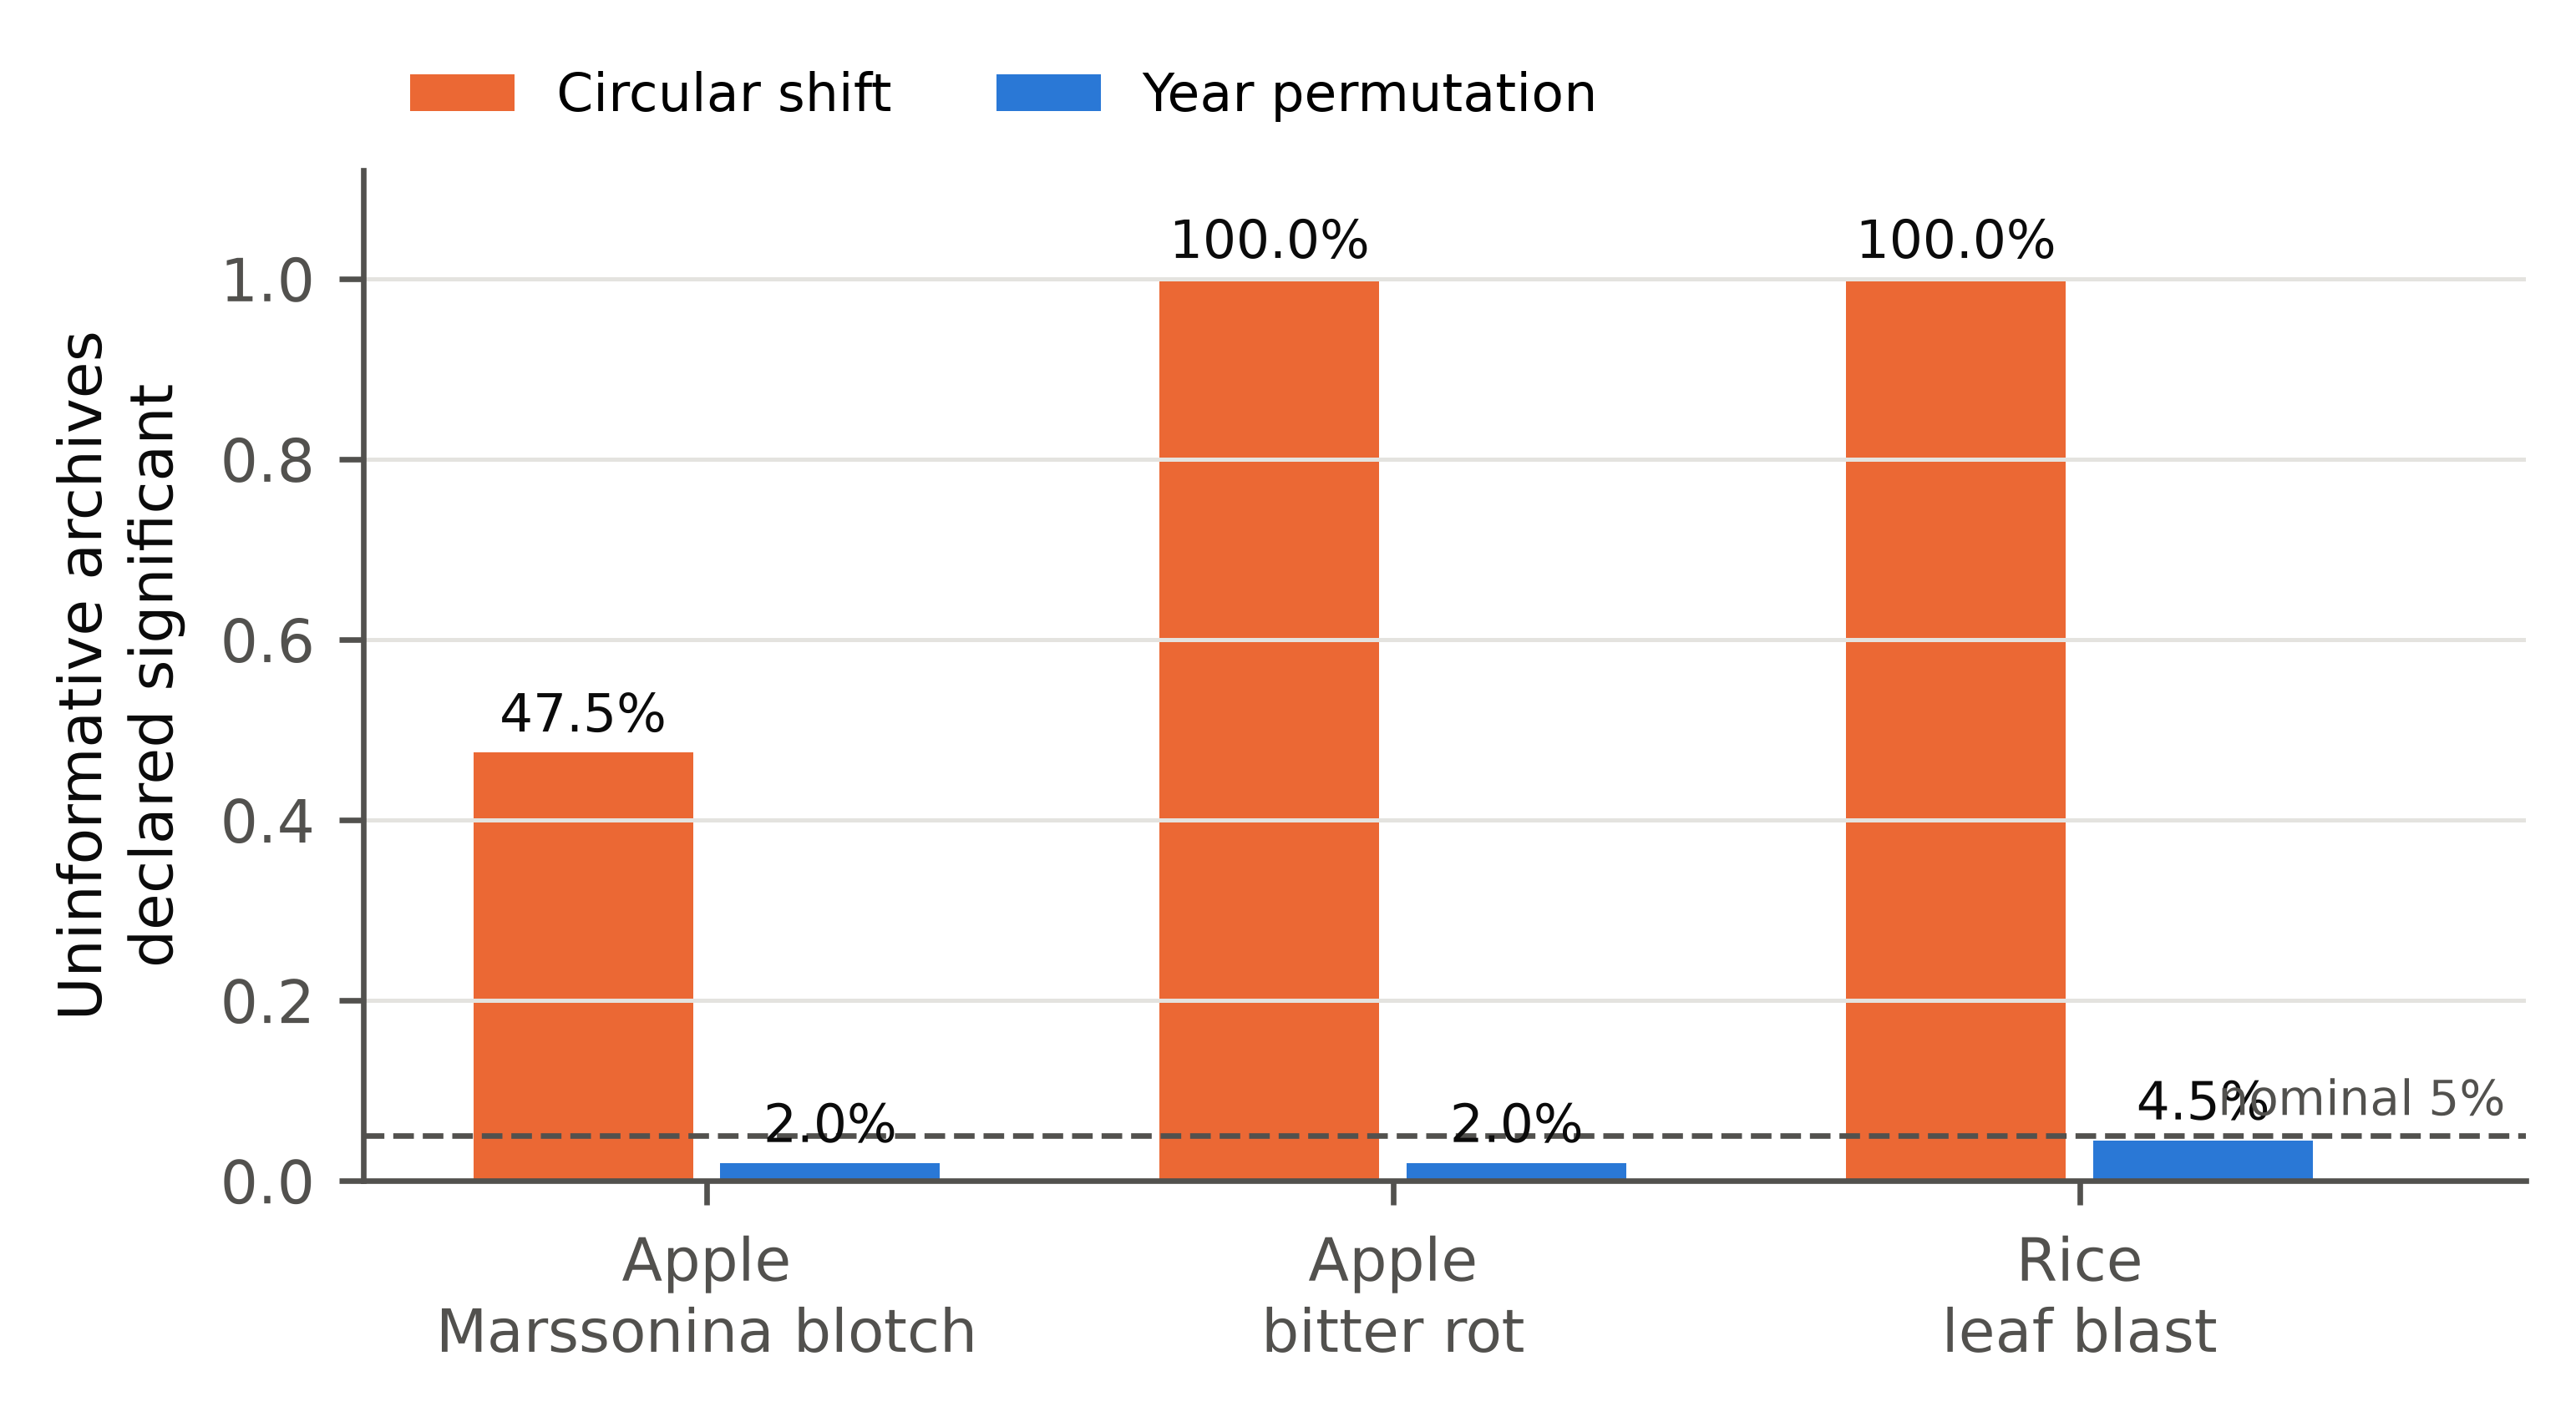 Circular shift
Year permutation
Uninformative archives
declared significant
1.0
0.8
0.6
0.4
0.2
0.0
47.5%
2.0%
100.0%
2.0%
100.0%
4.5%
nominal 5%
Apple
Marssonina blotch
Apple
bitter rot
Rice
leaf blast